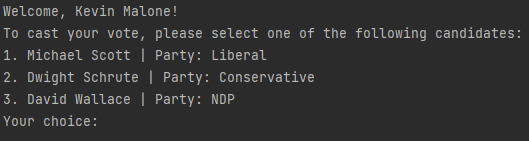 Welcome, Kevin Malone!
To cast your vote, please select one of the following candidates:
1. Michael Scott | Party: Liberal
2. Dwight Schrute | Party: Conservative
3. David Wallace | Party: NDP
Your choice: